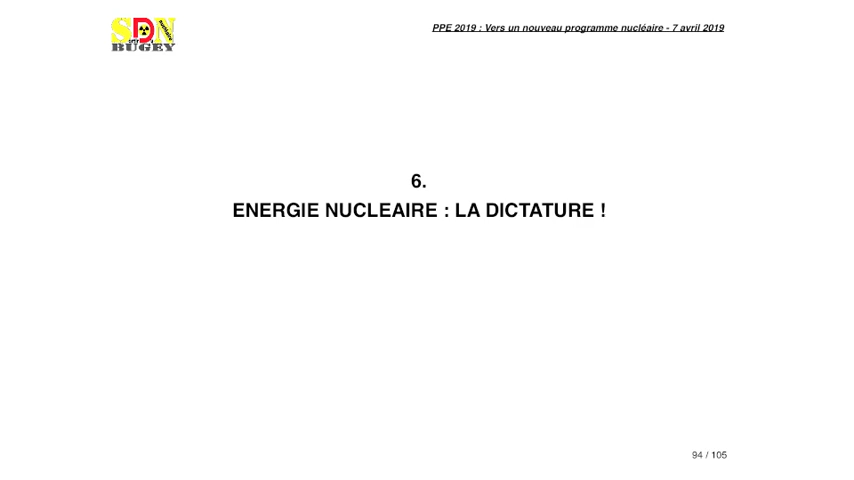 SDN
BUGEY
PPE 2019 : Vers un nouveau programme nucléaire - 7 avril 2019
6.
ENERGIE NUCLEAIRE : LA DICTATURE !
94 / 105